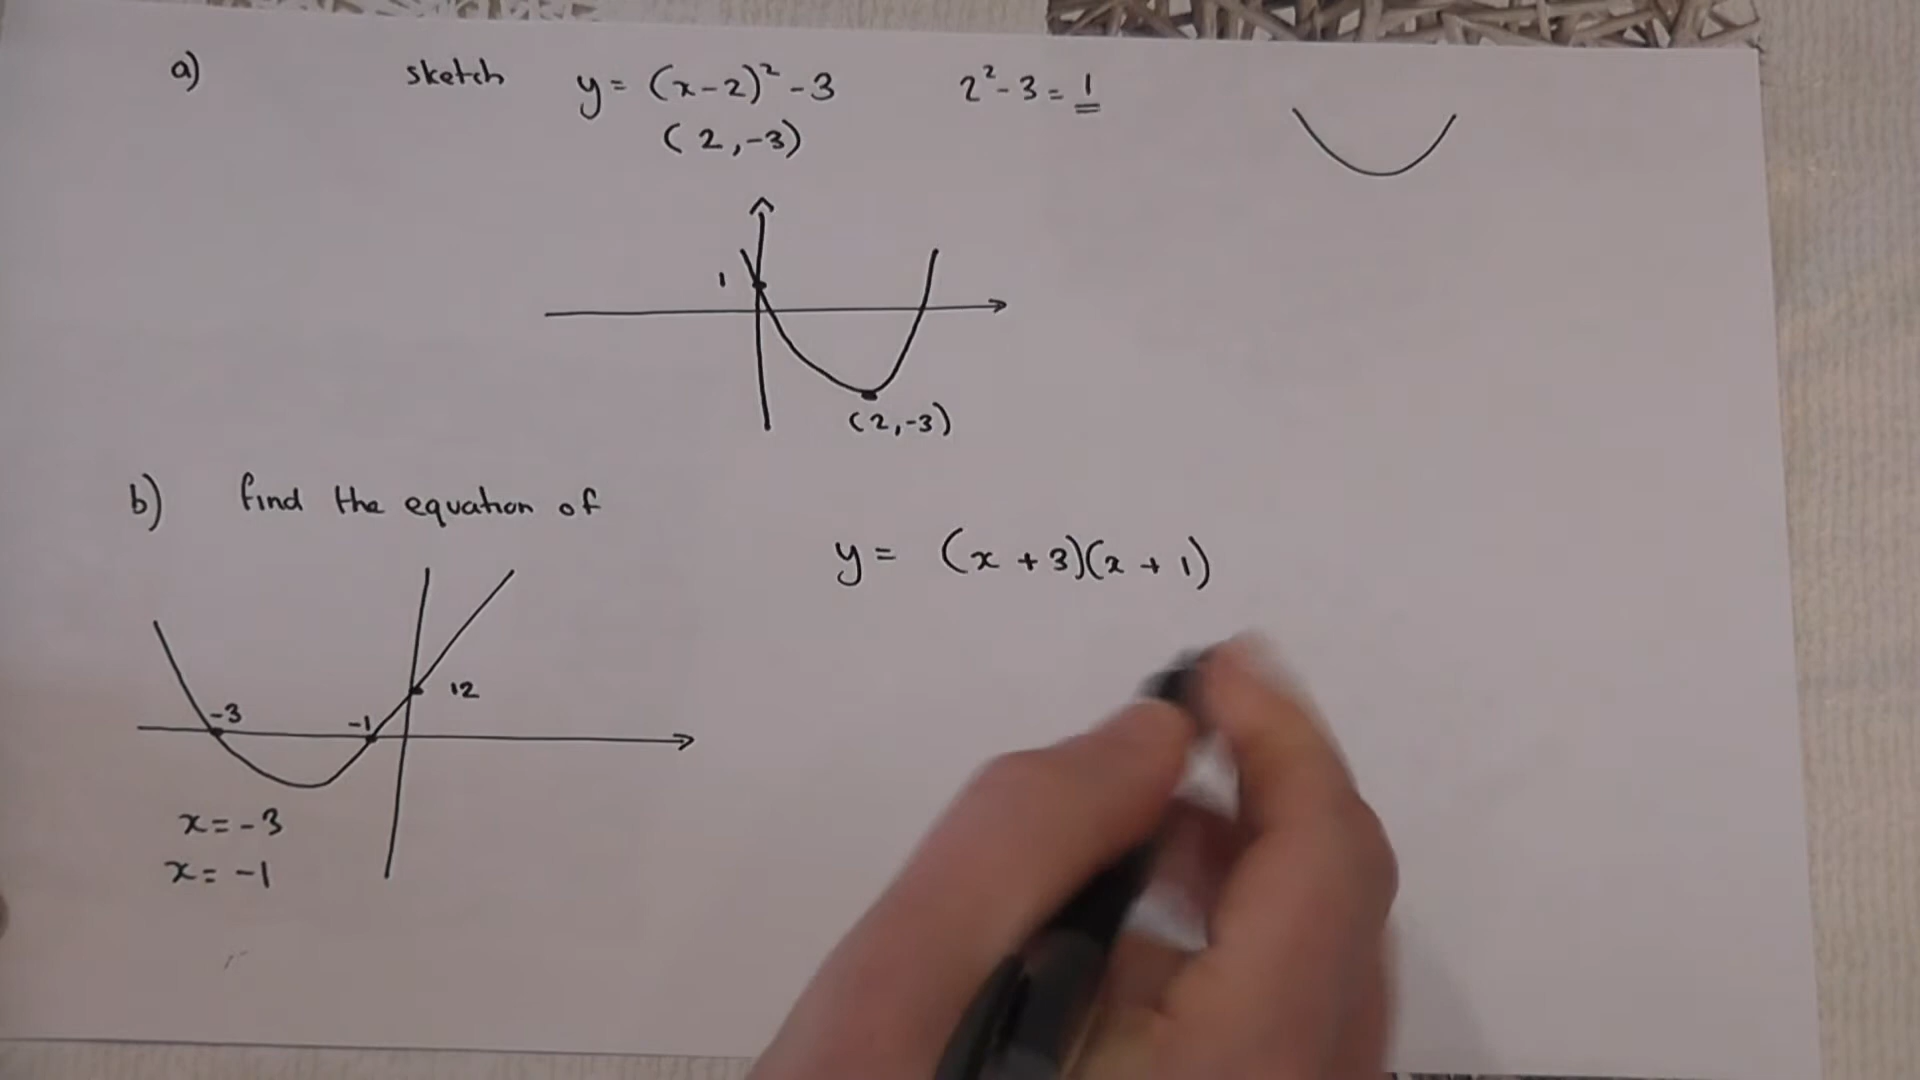 a) sketch y = (x-2)² - 3 2² - 3 = 1
(2, -3)
1
(2, -3)
b) find the equation of
y = (x + 3)(x + 1)
12
-3 -1
x = -3
x = -1